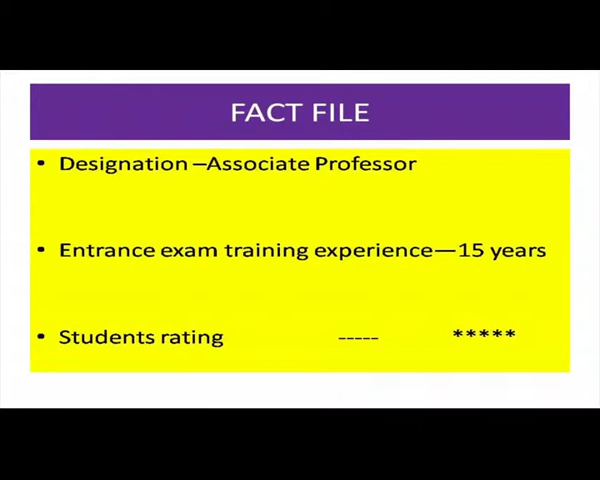 FACT FILE
• Designation –Associate Professor
• Entrance exam training experience—15 years
• Students rating ----- *****